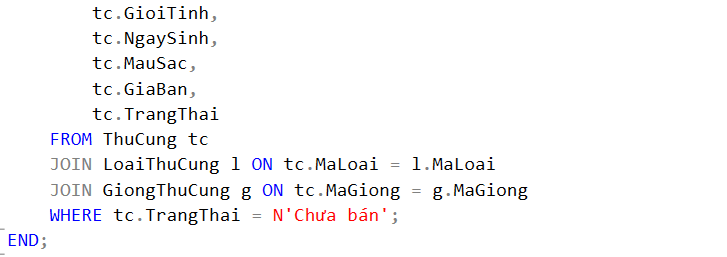 tc.GioiTinh,
tc.NgaySinh,
tc.MauSac,
tc.GiaBan,
tc.TrangThai
FROM ThuCung tc
JOIN LoaiThuCung l ON tc.MaLoai = l.MaLoai
JOIN GiongThuCung g ON tc.MaGiong = g.MaGiong
WHERE tc.TrangThai = N'Chưa bán';
END;